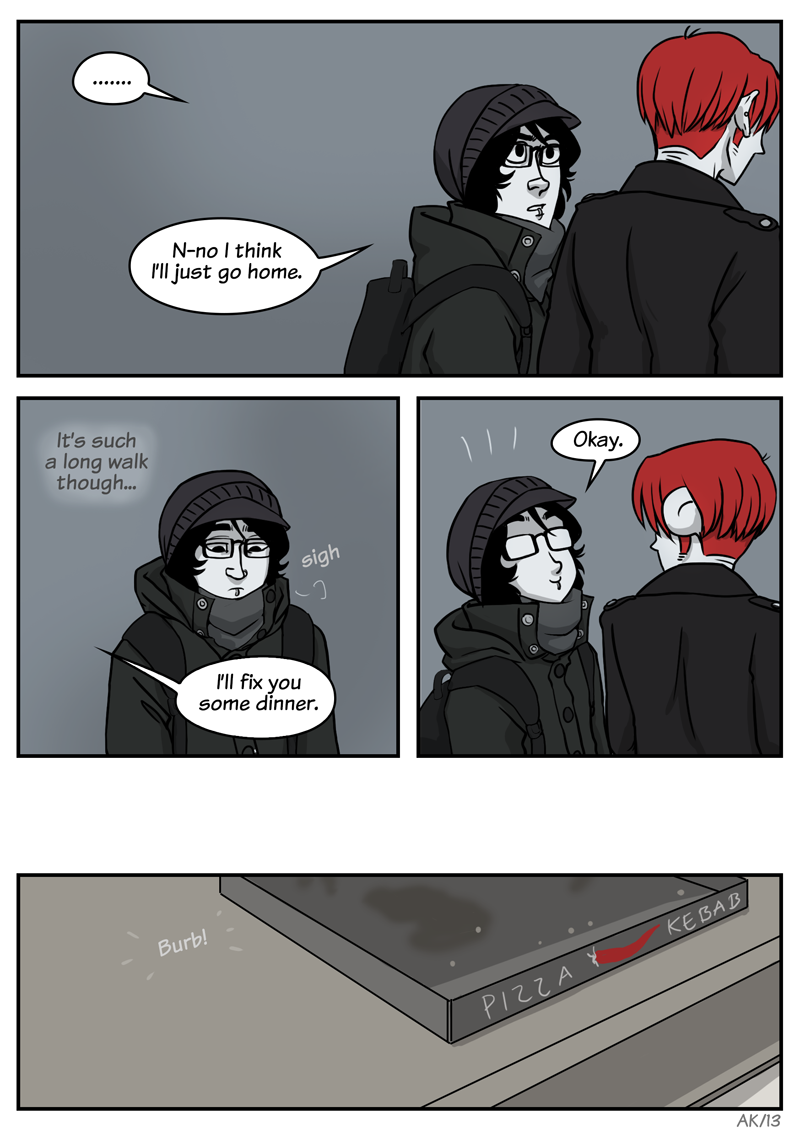 .......
N-no I think
I'll just go home.
It's such
a long walk
though...
sigh
I'll fix you
some dinner.
Okay.
Burb!
PIZZA KEBAB
AK/13